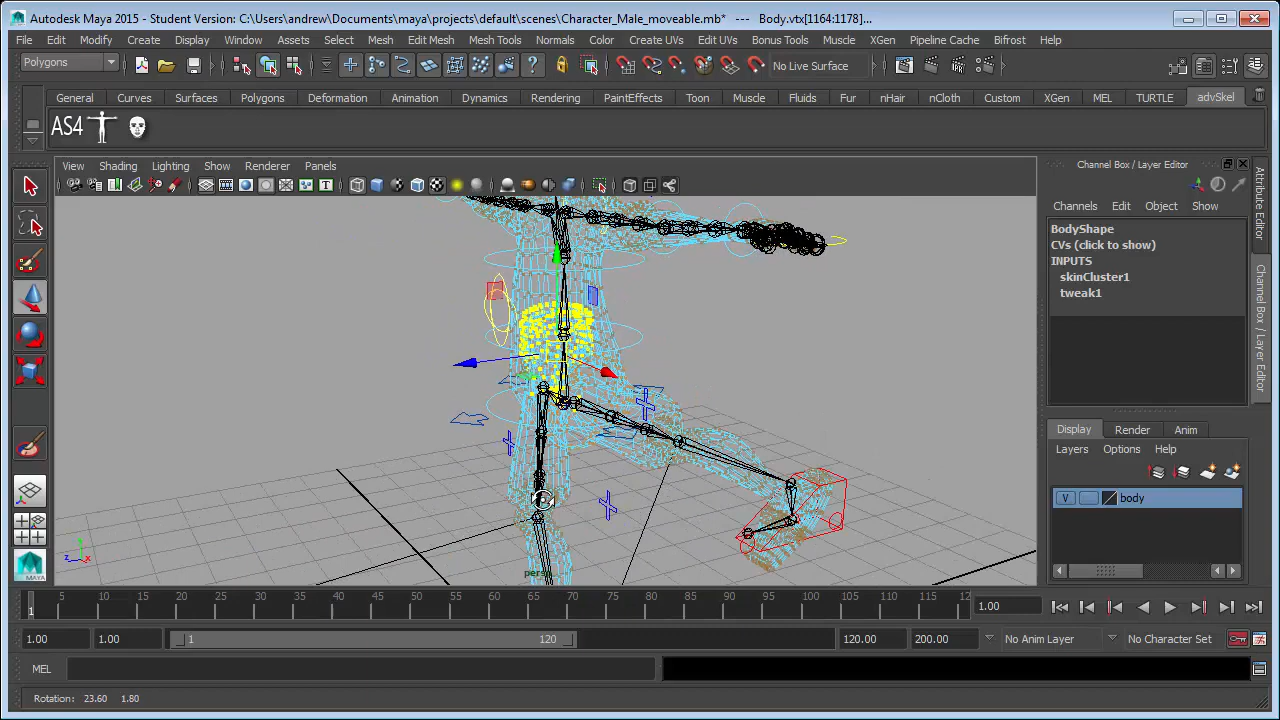 Autodesk Maya 2015 - Student Version: C:\Users\andrew\Documents\maya\projects\default\scenes\Character_Male_moveable.mb* --- Body.vtx[1164:1178]...
File Edit Modify Create Display Window Assets Select Mesh Edit Mesh Mesh Tools Normals Color Create UVs Edit UVs Bonus Tools Muscle XGen Pipeline Cache Bifrost Help
Polygons No Live Surface
General Curves Surfaces Polygons Deformation Animation Dynamics Rendering PaintEffects Toon Muscle Fluids Fur nHair nCloth Custom XGen MEL TURTLE advSkel
AS4
View Shading Lighting Show Renderer Panels
Channel Box / Layer Editor
Channels Edit Object Show
BodyShape
CVs (click to show)
INPUTS
skinCluster1
tweak1
Attribute Editor
Channel Box / Layer Editor
Display Render Anim
Layers Options Help
V body
persp
MAYA
1 5 10 15 20 25 30 35 40 45 50 55 60 65 70 75 80 85 90 95 100 105 110 115 12 1.00
1.00 1.00 1 120 120.00 200.00 No Anim Layer No Character Set
MEL
Rotation: 23.60 1.80